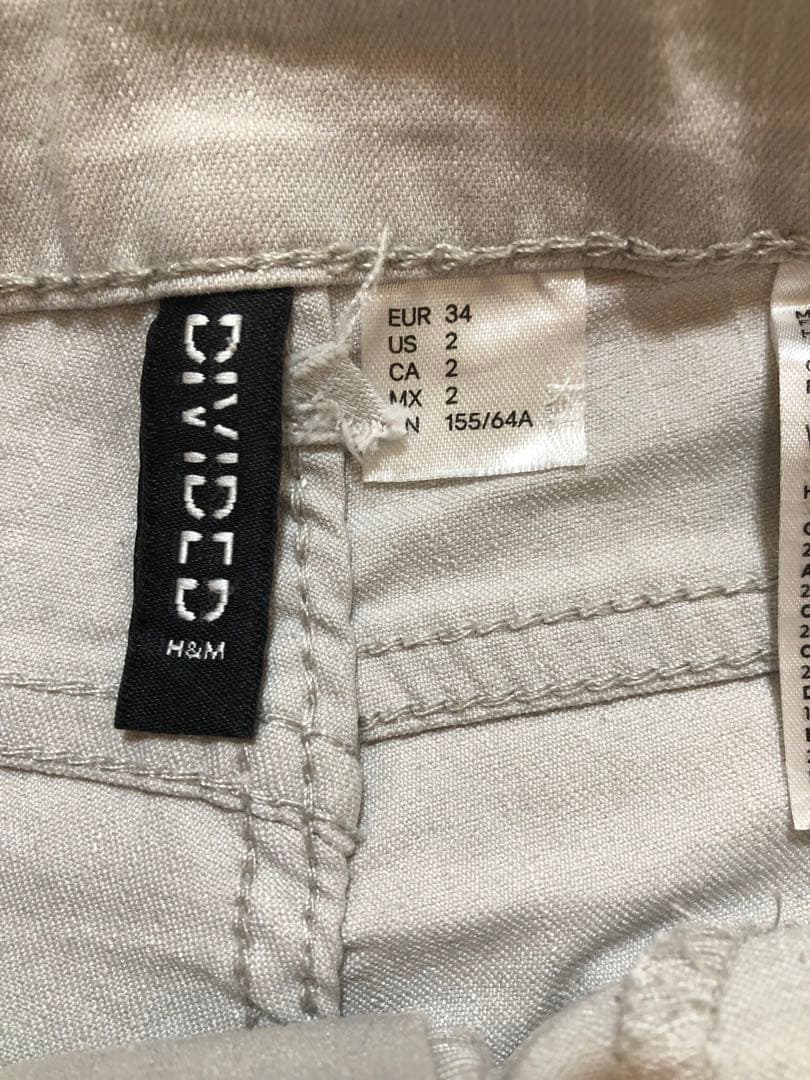 DIVIDED
H&M
EUR 34
US 2
CA 2
MX 2
N 155/64A